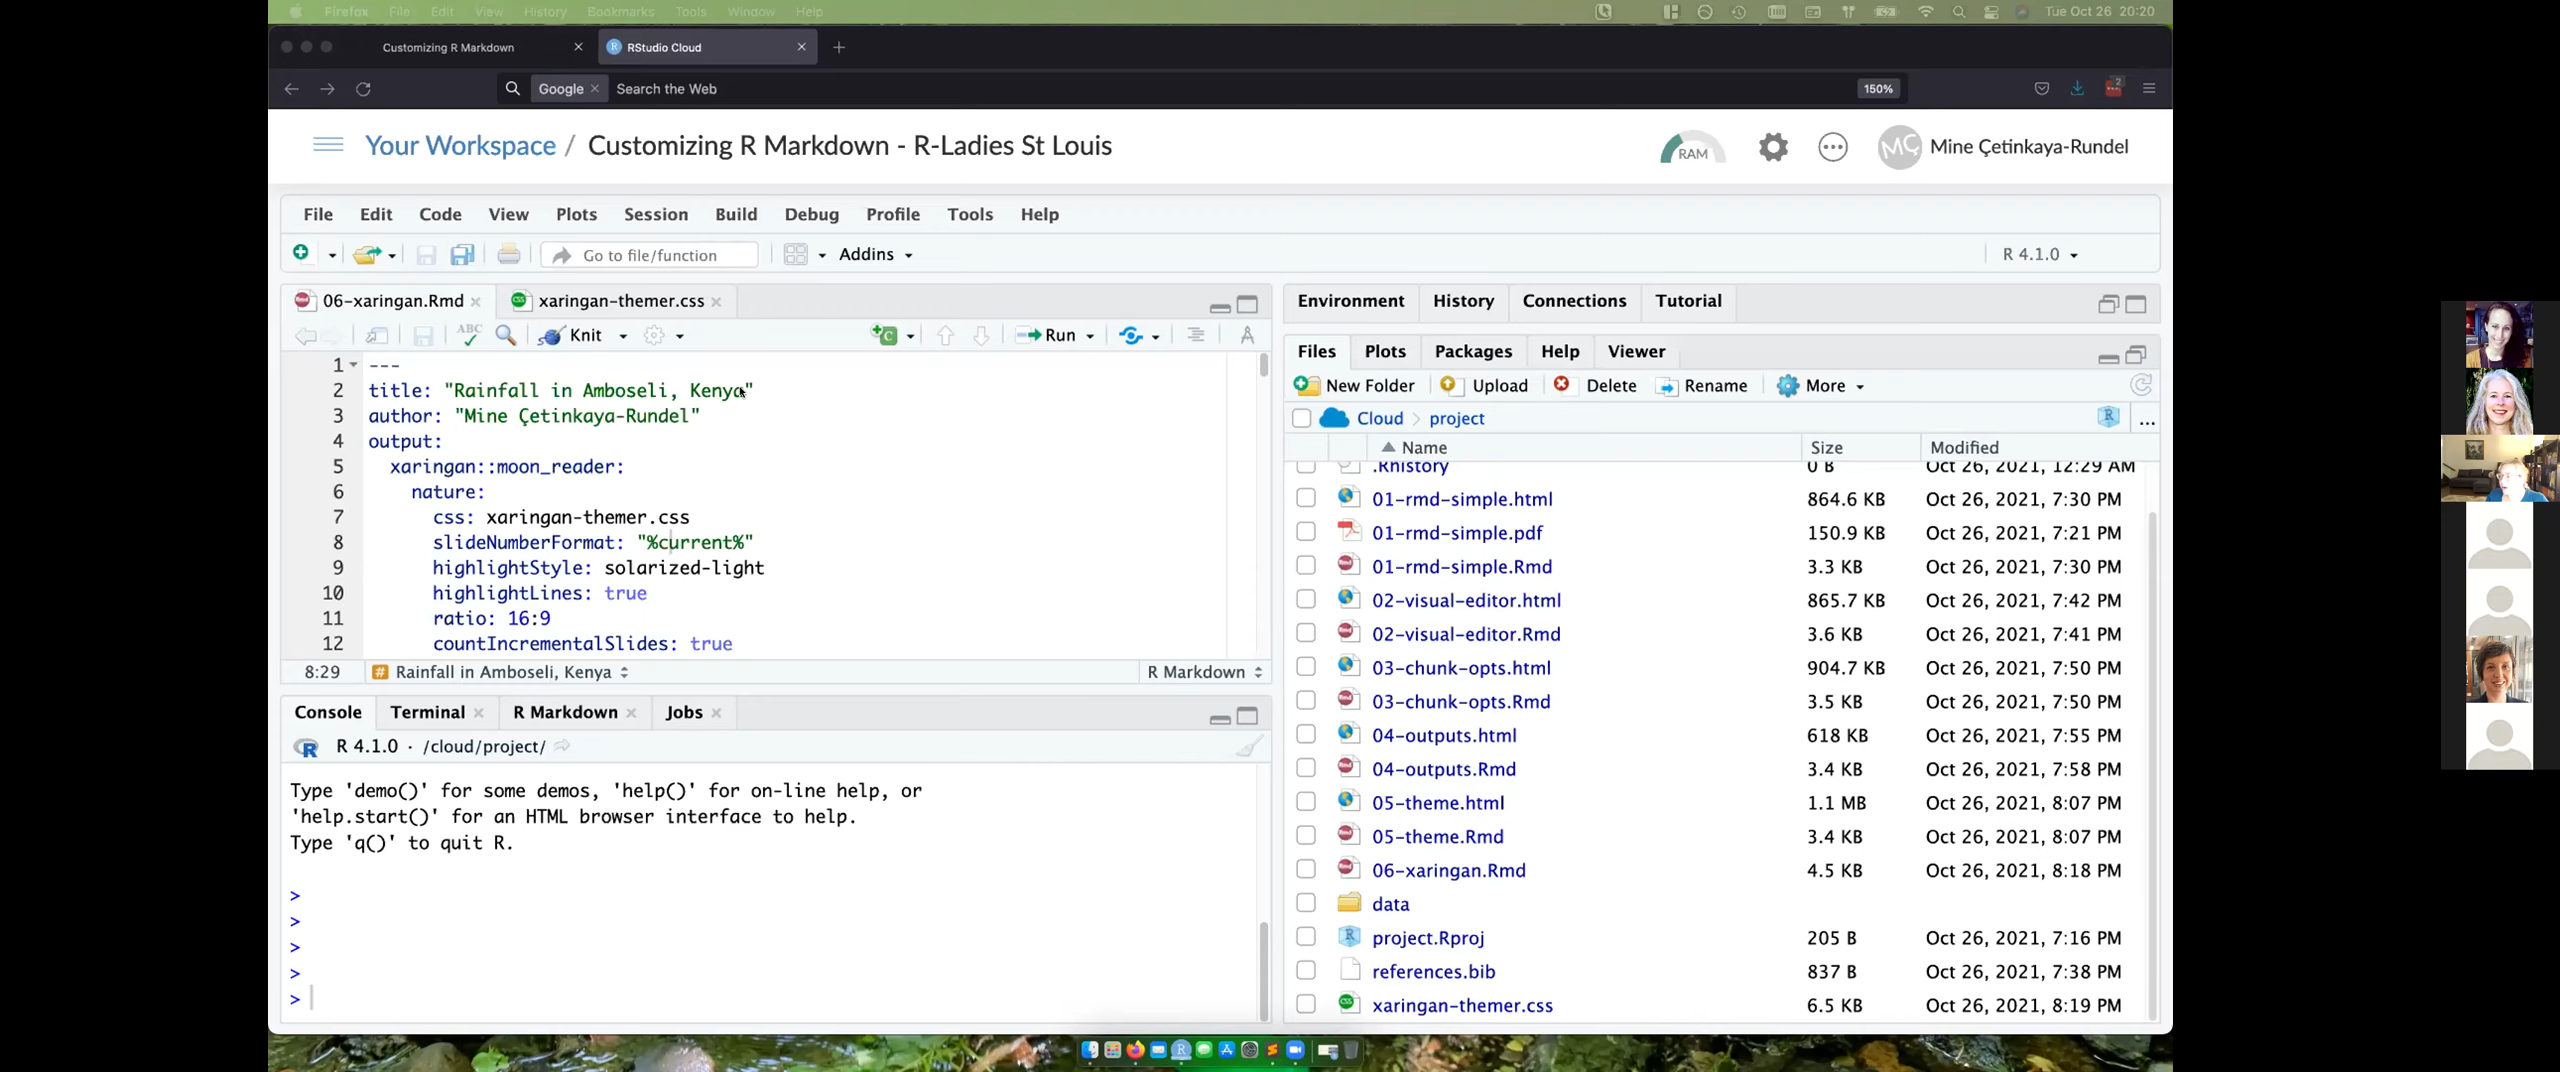 Firefox File Edit View History Bookmarks Tools Window Help Tue Oct 26 20:20
Customizing R Markdown RStudio Cloud
Google Search the Web 150% 2
Your Workspace / Customizing R Markdown - R-Ladies St Louis RAM MÇ Mine Çetinkaya-Rundel
File Edit Code View Plots Session Build Debug Profile Tools Help
Go to file/function Addins R 4.1.0
06-xaringan.Rmd xaringan-themer.css
ABC Knit Run
1 ---
2 title: "Rainfall in Amboseli, Kenya"
3 author: "Mine Çetinkaya-Rundel"
4 output:
5 xaringan::moon_reader:
6 nature:
7 css: xaringan-themer.css
8 slideNumberFormat: "%current%"
9 highlightStyle: solarized-light
10 highlightLines: true
11 ratio: 16:9
12 countIncrementalSlides: true
8:29 Rainfall in Amboseli, Kenya R Markdown
Console Terminal R Markdown Jobs
R 4.1.0 · /cloud/project/
Type 'demo()' for some demos, 'help()' for on-line help, or
'help.start()' for an HTML browser interface to help.
Type 'q()' to quit R.
>
>
>
>
>
Environment History Connections Tutorial
Files Plots Packages Help Viewer
New Folder Upload Delete Rename More
Cloud project ...
Name Size Modified
.Rhistory 0 B Oct 26, 2021, 12:29 AM
01-rmd-simple.html 864.6 KB Oct 26, 2021, 7:30 PM
01-rmd-simple.pdf 150.9 KB Oct 26, 2021, 7:21 PM
01-rmd-simple.Rmd 3.3 KB Oct 26, 2021, 7:30 PM
02-visual-editor.html 865.7 KB Oct 26, 2021, 7:42 PM
02-visual-editor.Rmd 3.6 KB Oct 26, 2021, 7:41 PM
03-chunk-opts.html 904.7 KB Oct 26, 2021, 7:50 PM
03-chunk-opts.Rmd 3.5 KB Oct 26, 2021, 7:50 PM
04-outputs.html 618 KB Oct 26, 2021, 7:55 PM
04-outputs.Rmd 3.4 KB Oct 26, 2021, 7:58 PM
05-theme.html 1.1 MB Oct 26, 2021, 8:07 PM
05-theme.Rmd 3.4 KB Oct 26, 2021, 8:07 PM
06-xaringan.Rmd 4.5 KB Oct 26, 2021, 8:18 PM
data
project.Rproj 205 B Oct 26, 2021, 7:16 PM
references.bib 837 B Oct 26, 2021, 7:38 PM
xaringan-themer.css 6.5 KB Oct 26, 2021, 8:19 PM